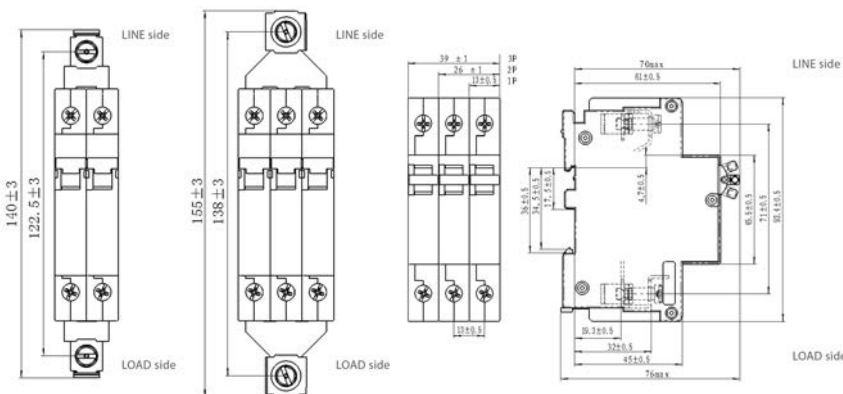 LINE side
LOAD side
140±3
122.5±3
LINE side
LOAD side
155±3
138±3
39 ±1 3P
26 ±1 2P
13±0.5 1P
13±0.5
70max
61±0.5
LINE side
36±0.5
34.5±0.5
17.5±0.5
4.7±0.5
45.5±0.5
71±0.5
93.4±0.5
19.3±0.5
32±0.5
45±0.5
76max
LOAD side